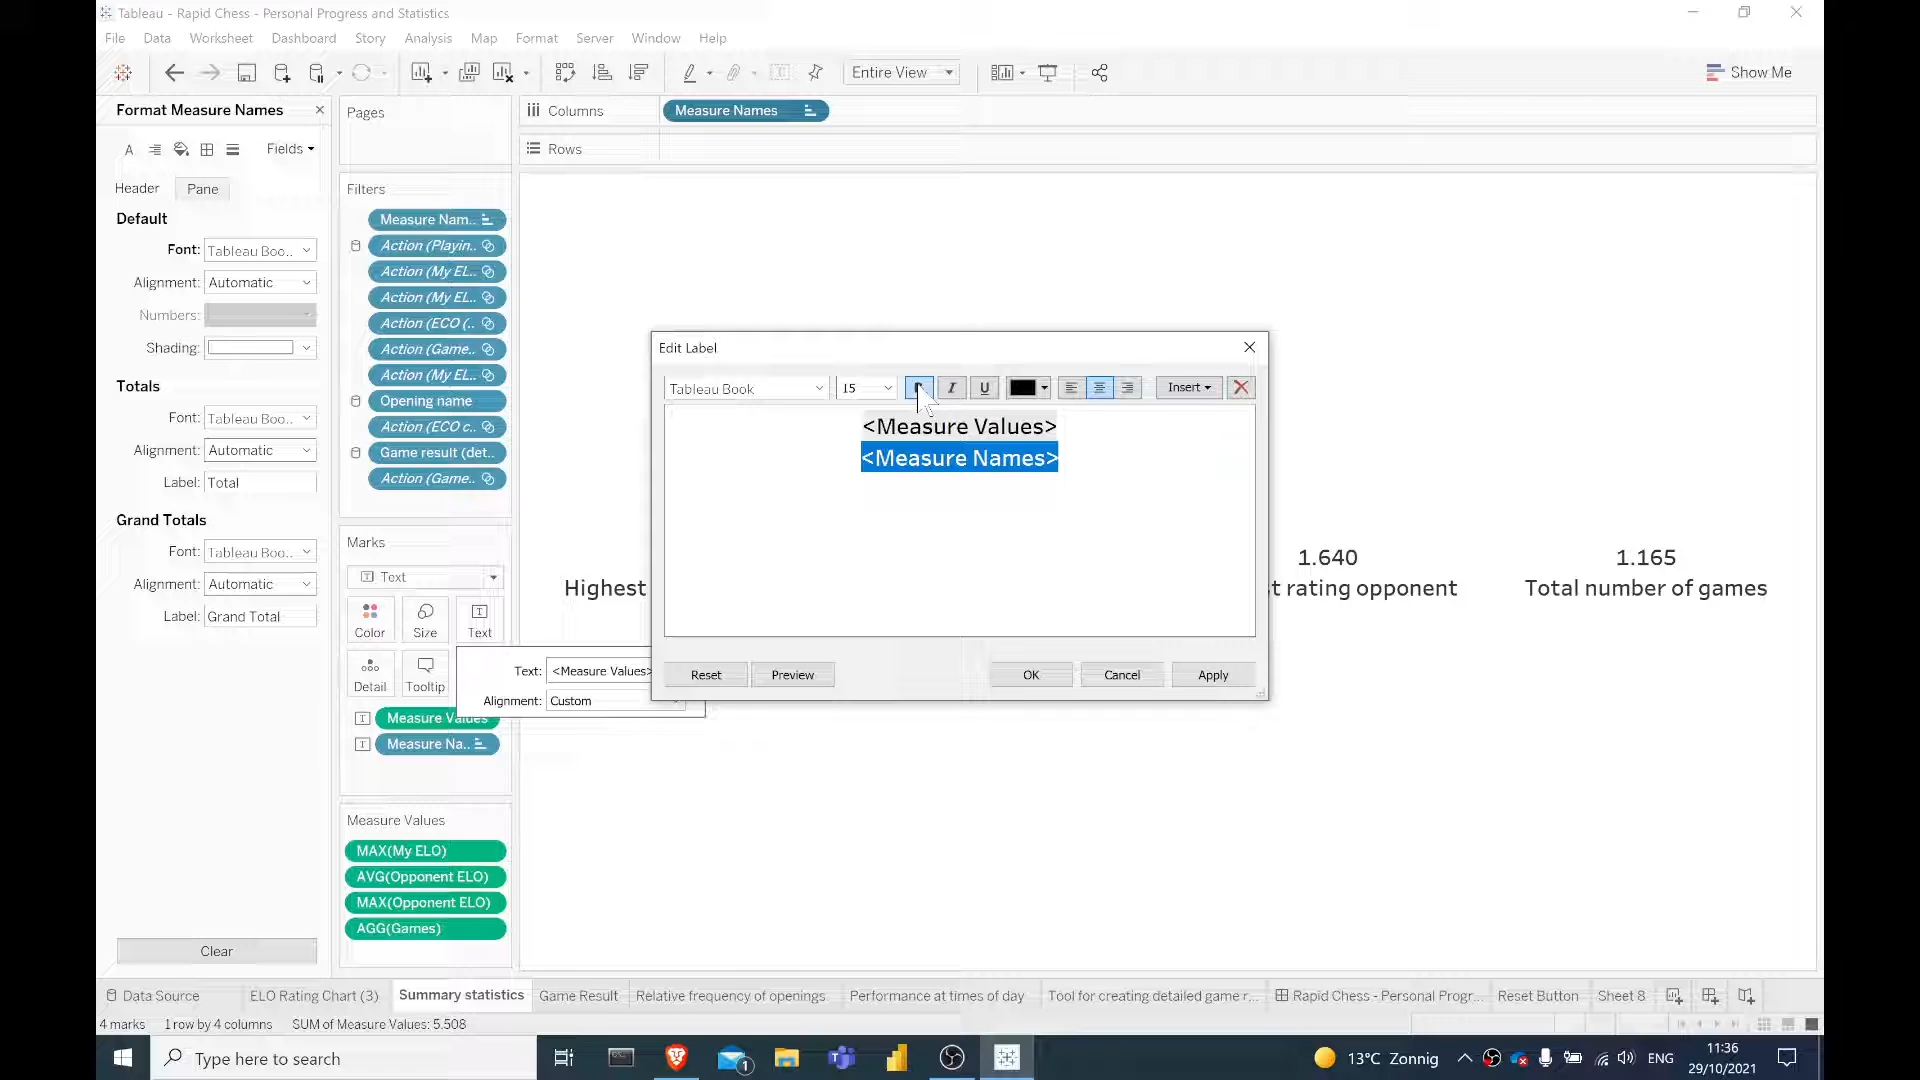 Tableau - Rapid Chess - Personal Progress and Statistics
File Data Worksheet Dashboard Story Analysis Map Format Server Window Help
Entire View
Show Me
Format Measure Names
Fields
Header Pane
Default
Font: Tableau Boo..
Alignment: Automatic
Numbers:
Shading:
Totals
Font: Tableau Boo..
Alignment: Automatic
Label: Total
Grand Totals
Font: Tableau Boo..
Alignment: Automatic
Label: Grand Total
Clear
Pages
Filters
Measure Nam..
Action (Playin..
Action (My EL..
Action (My EL..
Action (ECO (..
Action (Game..
Action (My EL..
Opening name
Action (ECO c..
Game result (det..
Action (Game..
Marks
Text
Color Size Text
Detail Tooltip
Text: <Measure Values>
Alignment: Custom
Measure Values
Measure Na..
Measure Values
MAX(My ELO)
AVG(Opponent ELO)
MAX(Opponent ELO)
AGG(Games)
Columns Measure Names
Rows
Edit Label
Tableau Book 15 I U Insert
<Measure Values>
<Measure Names>
Reset Preview OK Cancel Apply
Highest
1.640
t rating opponent
1.165
Total number of games
Data Source ELO Rating Chart (3) Summary statistics Game Result Relative frequency of openings Performance at times of day Tool for creating detailed game r... Rapid Chess - Personal Progr... Reset Button Sheet 8
4 marks 1 row by 4 columns SUM of Measure Values: 5.508
Type here to search
1
13°C Zonnig
ENG
11:36
29/10/2021